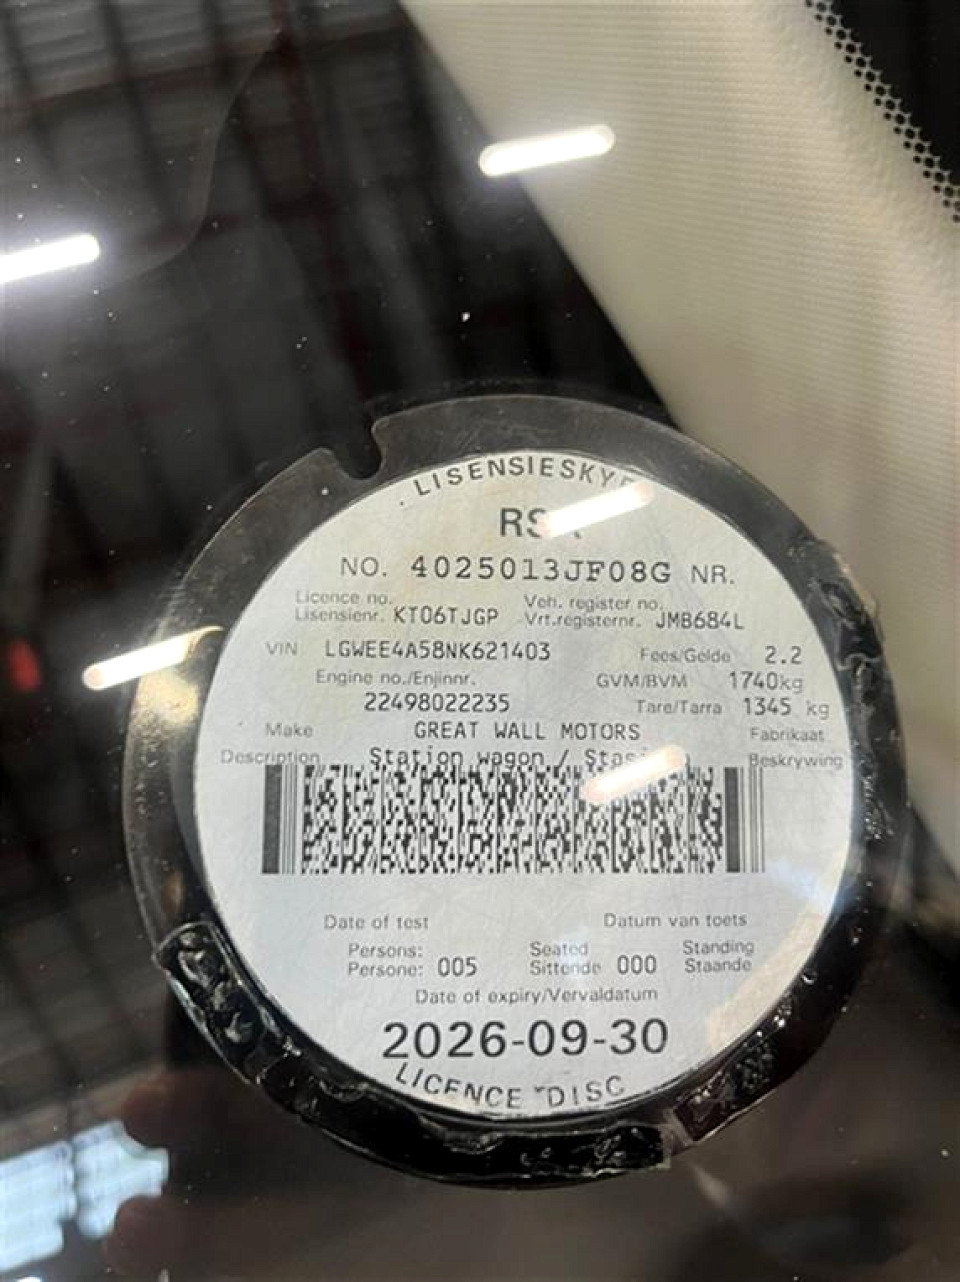 LISENSIESKYF
NO. 4025013JF08G NR.
Licence no. Veh. register no.
Lisensienr. KT06TJGP Vrt.registernr. JMB684L
VIN LGWEE4A58NK621403 Fees/Gelde 2.2
Engine no./Enjinnr. GVM/BVM 1740kg
22498022235 Tare/Tarra 1345 kg
Make GREAT WALL MOTORS Fabrikaat
Description Station wagon / Beskrywing
Date of test Datum van toets
Persons: Seated Standing
Persone: 005 Sittende 000 Staande
Date of expiry/Vervaldatum
2026-09-30
LICENCE DISC